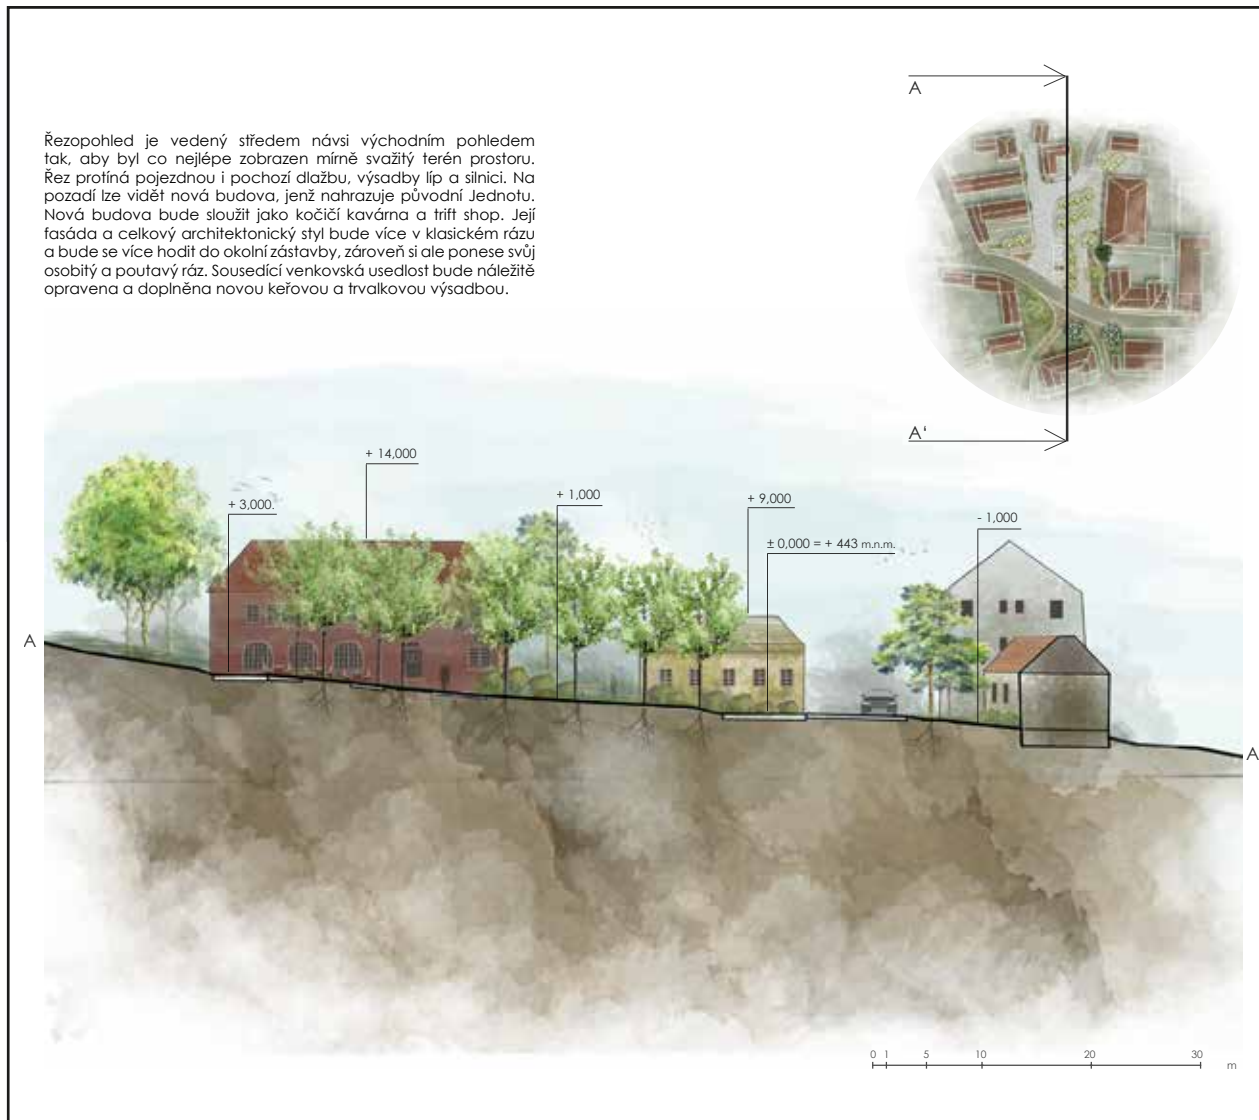 Řezopohled je vedený středem návsi východním pohledem
tak, aby byl co nejlépe zobrazen mírně svažitý terén prostoru.
Řez protíná pojezdnou i pochozí dlažbu, výsadby líp a silnici. Na
pozadí lze vidět nová budova, jenž nahrazuje původní Jednotu.
Nová budova bude sloužit jako kočičí kavárna a trift shop. Její
fasáda a celkový architektonický styl bude více v klasickém rázu
a bude se více hodit do okolní zástavby, zároveň si ale ponese svůj
osobitý a poutavý ráz. Sousedící venkovská usedlost bude náležitě
opravena a doplněna novou keřovou a trvalkovou výsadbou.
A
A'
+ 14,000
+ 3,000.
+ 1,000
+ 9,000
± 0,000 = + 443 m.n.m.
- 1,000
A
A
0 1 5 10 20 30 m